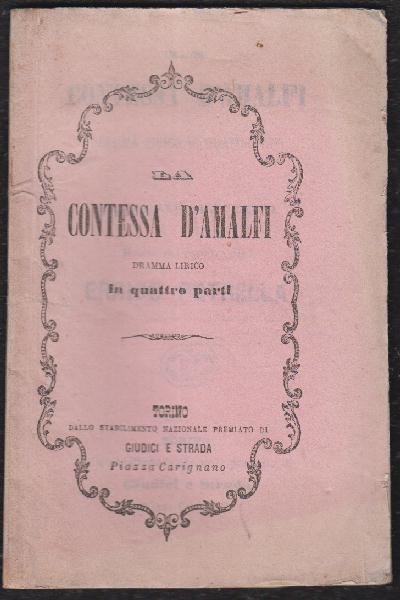 LA
CONTESSA D'AMALFI
DRAMMA LIRICO
In quattro parti
TORINO
DALLO STABILIMENTO NAZIONALE PREMIATO DI
GIUDICI E STRADA
Piazza Carignano